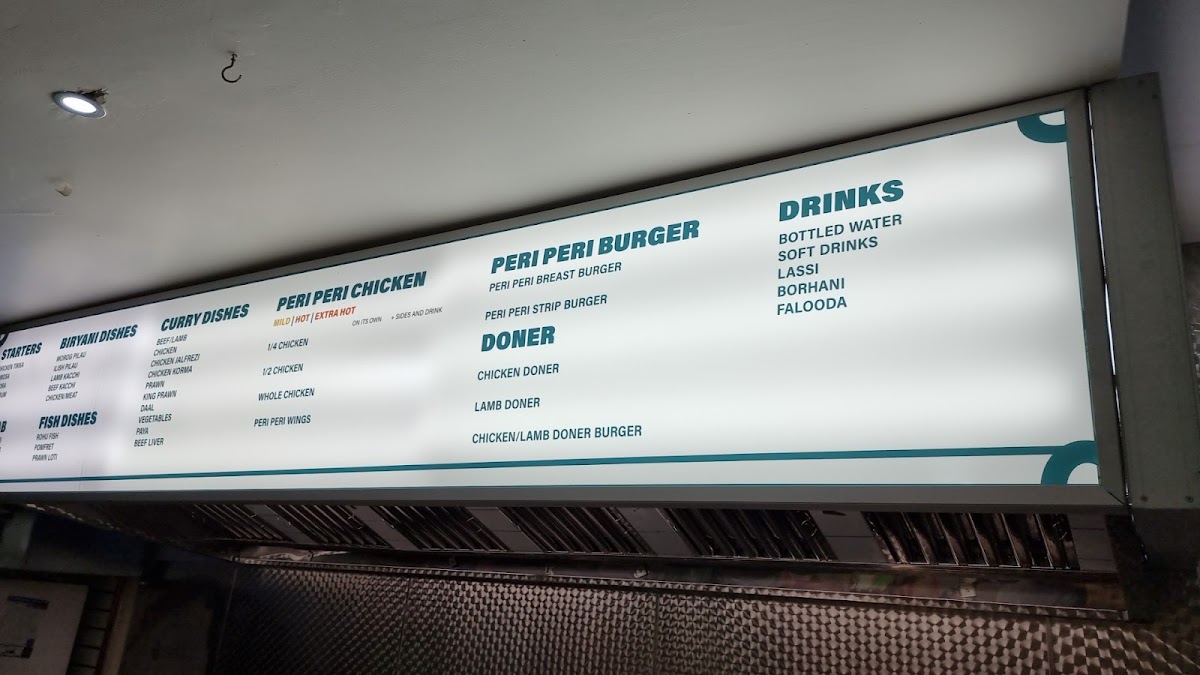 STARTERS
CHICKEN TIKKA
BIRYANI DISHES
MOROG PILAU
ILISH PILAU
LAMB KACCHI
BEEF KACCHI
CHICKEN MEAT
FISH DISHES
ROHU FISH
POMFRET
PRAWN LOTI
CURRY DISHES
BEEF/LAMB
CHICKEN
CHICKEN JALFREZI
CHICKEN KORMA
PRAWN
KING PRAWN
DAAL
VEGETABLES
PAYA
BEEF LIVER
PERI PERI CHICKEN
MILD | HOT | EXTRA HOT
ON ITS OWN + SIDES AND DRINK
1/4 CHICKEN
1/2 CHICKEN
WHOLE CHICKEN
PERI PERI WINGS
PERI PERI BURGER
PERI PERI BREAST BURGER
PERI PERI STRIP BURGER
DONER
CHICKEN DONER
LAMB DONER
CHICKEN/LAMB DONER BURGER
DRINKS
BOTTLED WATER
SOFT DRINKS
LASSI
BORHANI
FALOODA